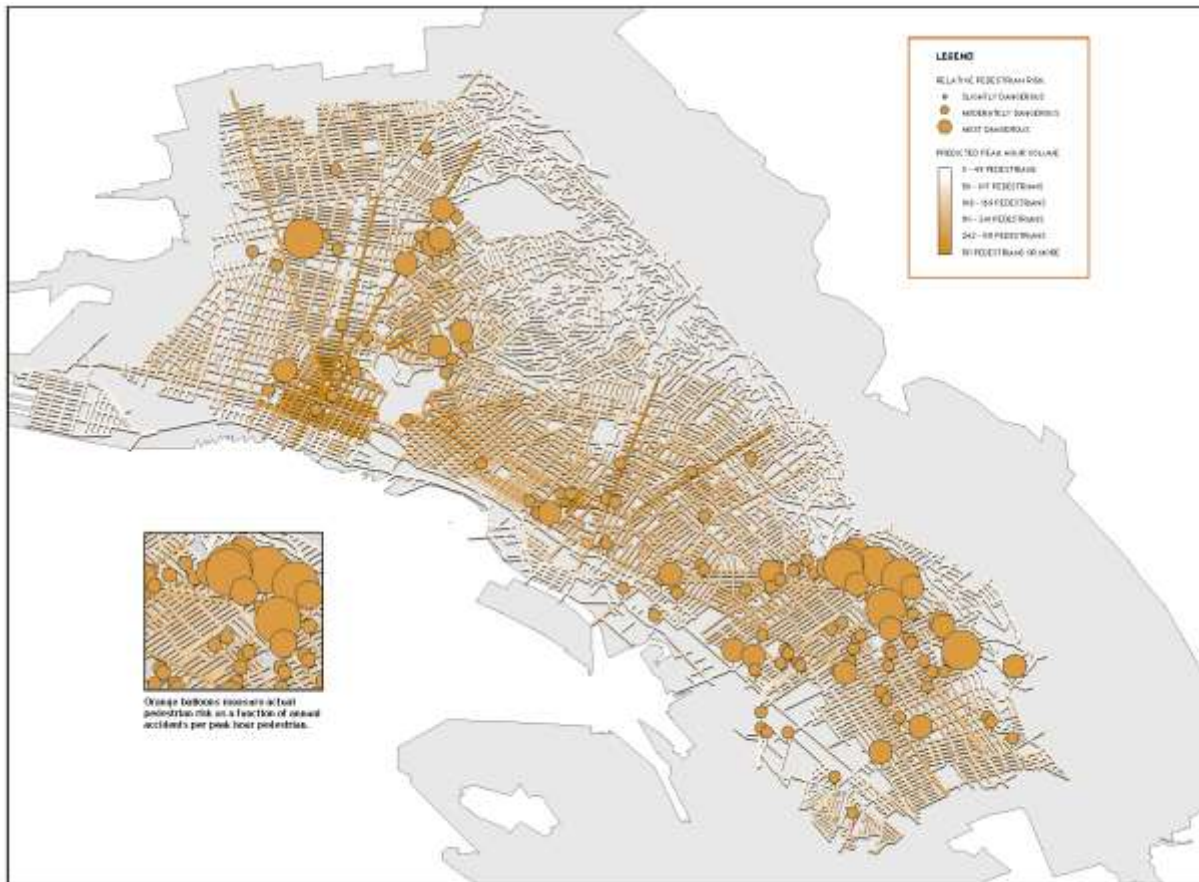 LEGEND
RELATIVE PEDESTRIAN RISK
SLIGHTLY DANGEROUS
MODERATELY DANGEROUS
MOST DANGEROUS
PREDICTED PEAK HOUR VOLUME
PEDESTRIANS
PEDESTRIANS
PEDESTRIANS
PEDESTRIANS
PEDESTRIANS
PEDESTRIANS OR MORE
Orange balloons measure actual
pedestrian risk as a function of annual
accidents per peak hour pedestrian.